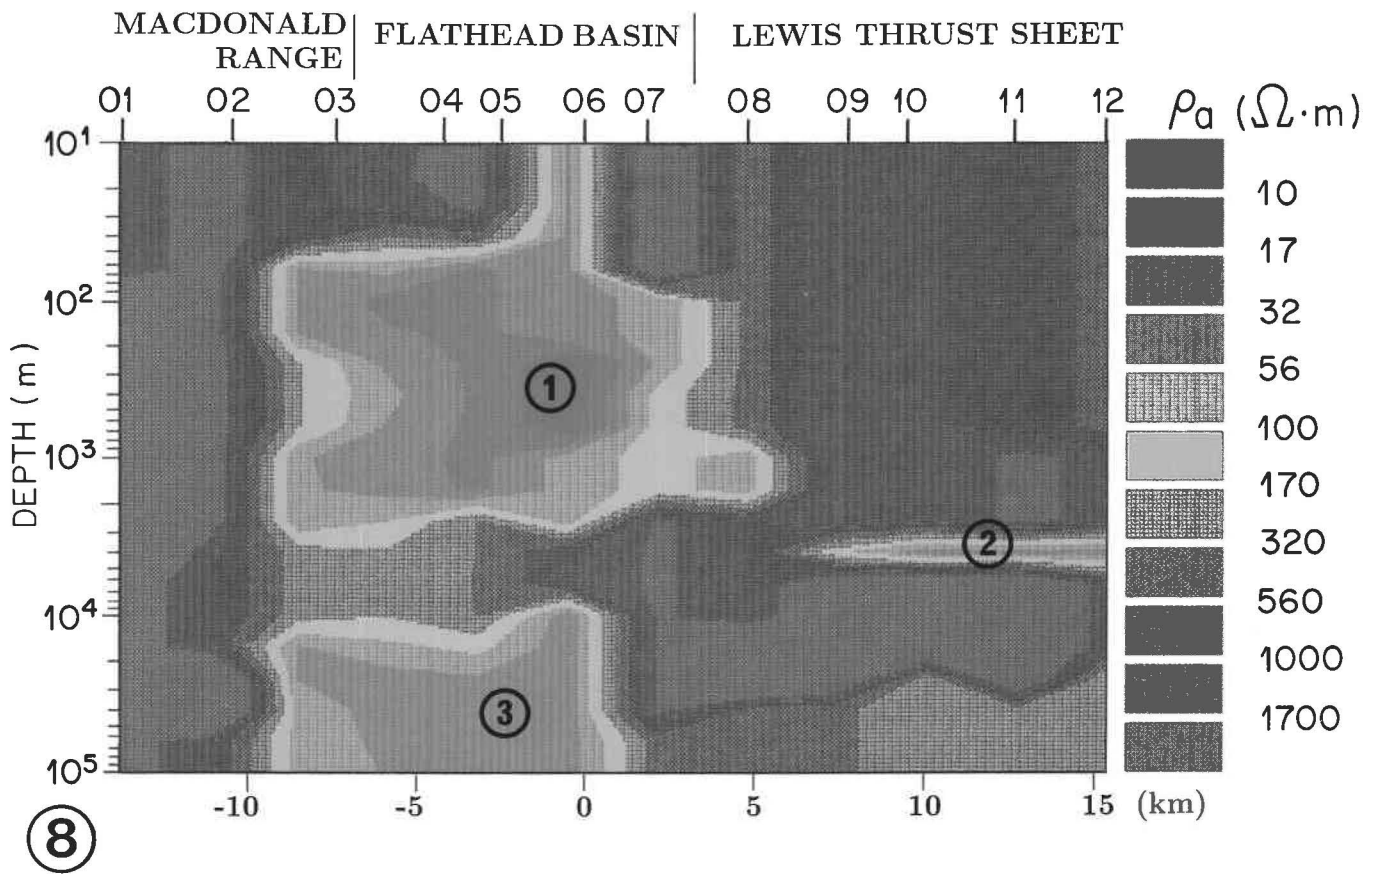 MACDONALD RANGE
FLATHEAD BASIN
LEWIS THRUST SHEET
01 02 03 04 05 06 07 08 09 10 11 12
ρa (Ω·m)
10
17
32
56
100
170
320
560
1000
1700
DEPTH (m)
10¹
10²
10³
10⁴
10⁵
1
2
3
-10 -5 0 5 10 15 (km)
8